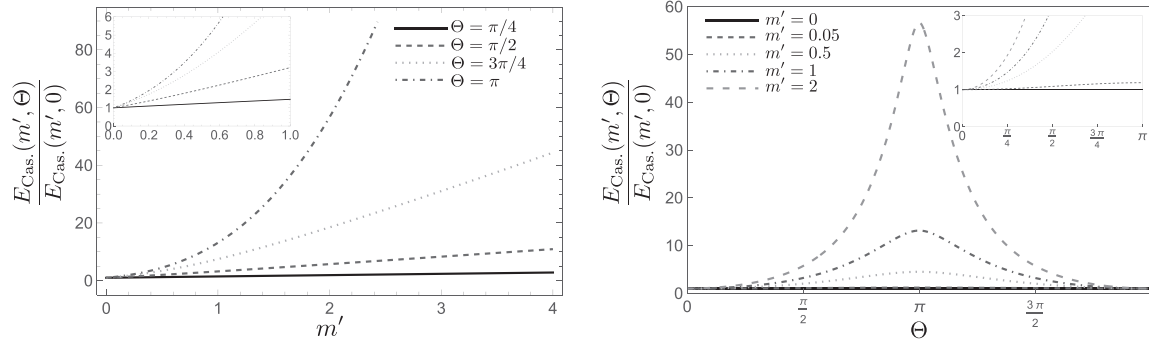 E_Cas.(m′, Θ)
E_Cas.(m′, 0)
80
60
40
20
0
0 1 2 3 4
m′
6
5
4
3
2
1
0
0.0 0.2 0.4 0.6 0.8 1.0
Θ = π/4
Θ = π/2
Θ = 3π/4
Θ = π
E_Cas.(m′, Θ)
E_Cas.(m′, 0)
60
50
40
30
20
10
0
0 π/2 π 3π/2
Θ
m′ = 0
m′ = 0.05
m′ = 0.5
m′ = 1
m′ = 2
3
2
1
0
0 π/4 π/2 3π/4 π